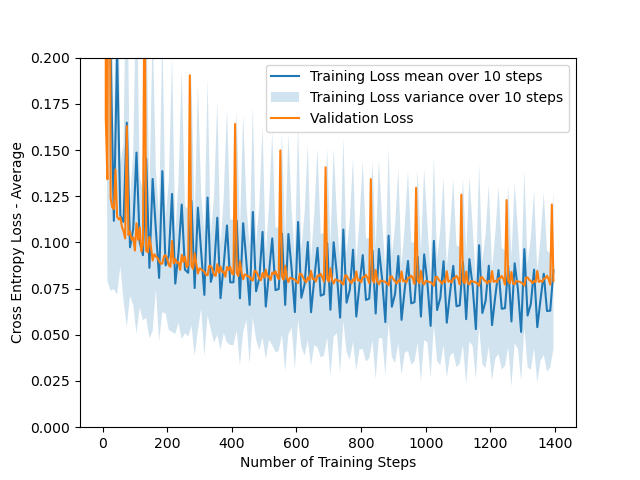 0.200
0.175
0.150
0.125
0.100
0.075
0.050
0.025
0.000
Cross Entropy Loss - Average
Training Loss mean over 10 steps
Training Loss variance over 10 steps
Validation Loss
0 200 400 600 800 1000 1200 1400
Number of Training Steps